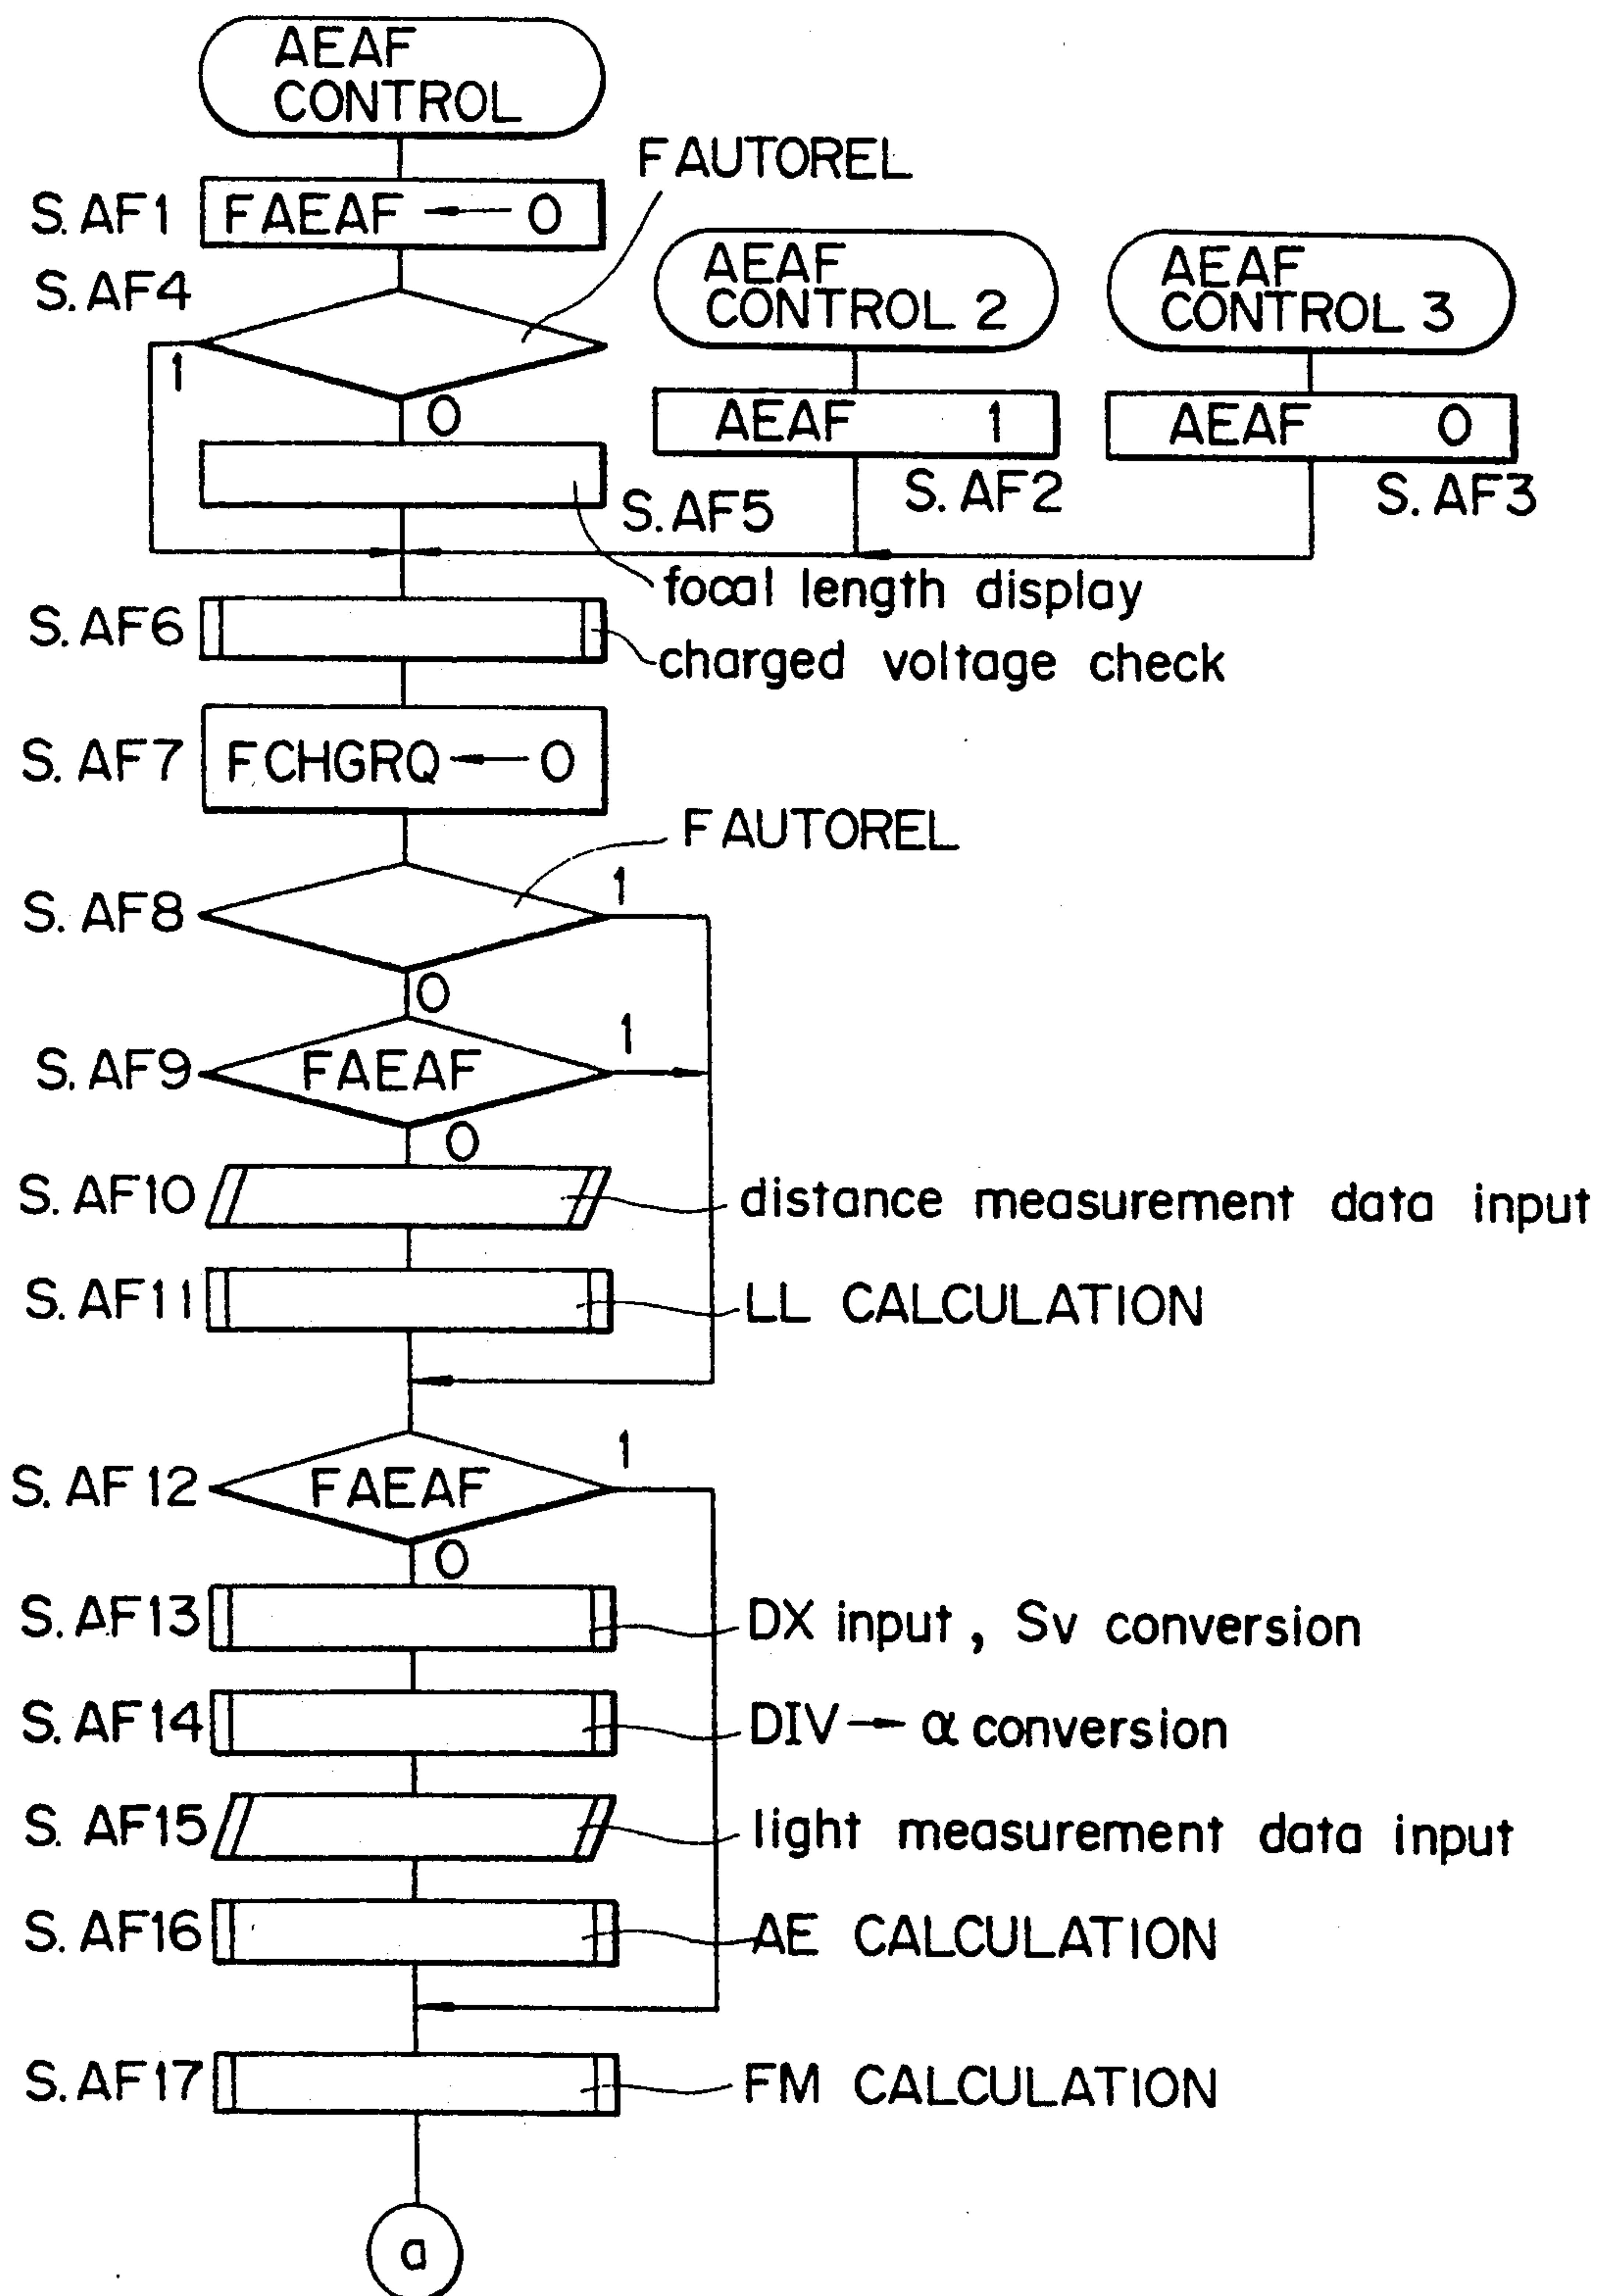 AEAF
CONTROL
F AUTOREL
S. AF1
FAEAF ← 0
S. AF4
1
0
AEAF
CONTROL 2
AEAF
CONTROL 3
AEAF 1
S. AF2
AEAF 0
S. AF3
S. AF5
focal length display
S. AF6
charged voltage check
S. AF7
FCHGRQ ← 0
F AUTOREL
S. AF8
1
0
S. AF9
FAEAF
1
0
S. AF10
distance measurement data input
S. AF11
LL CALCULATION
S. AF12
FAEAF
1
0
S. AF13
DX input, Sv conversion
S. AF14
DIV → α conversion
S. AF15
light measurement data input
S. AF16
AE CALCULATION
S. AF17
FM CALCULATION
a